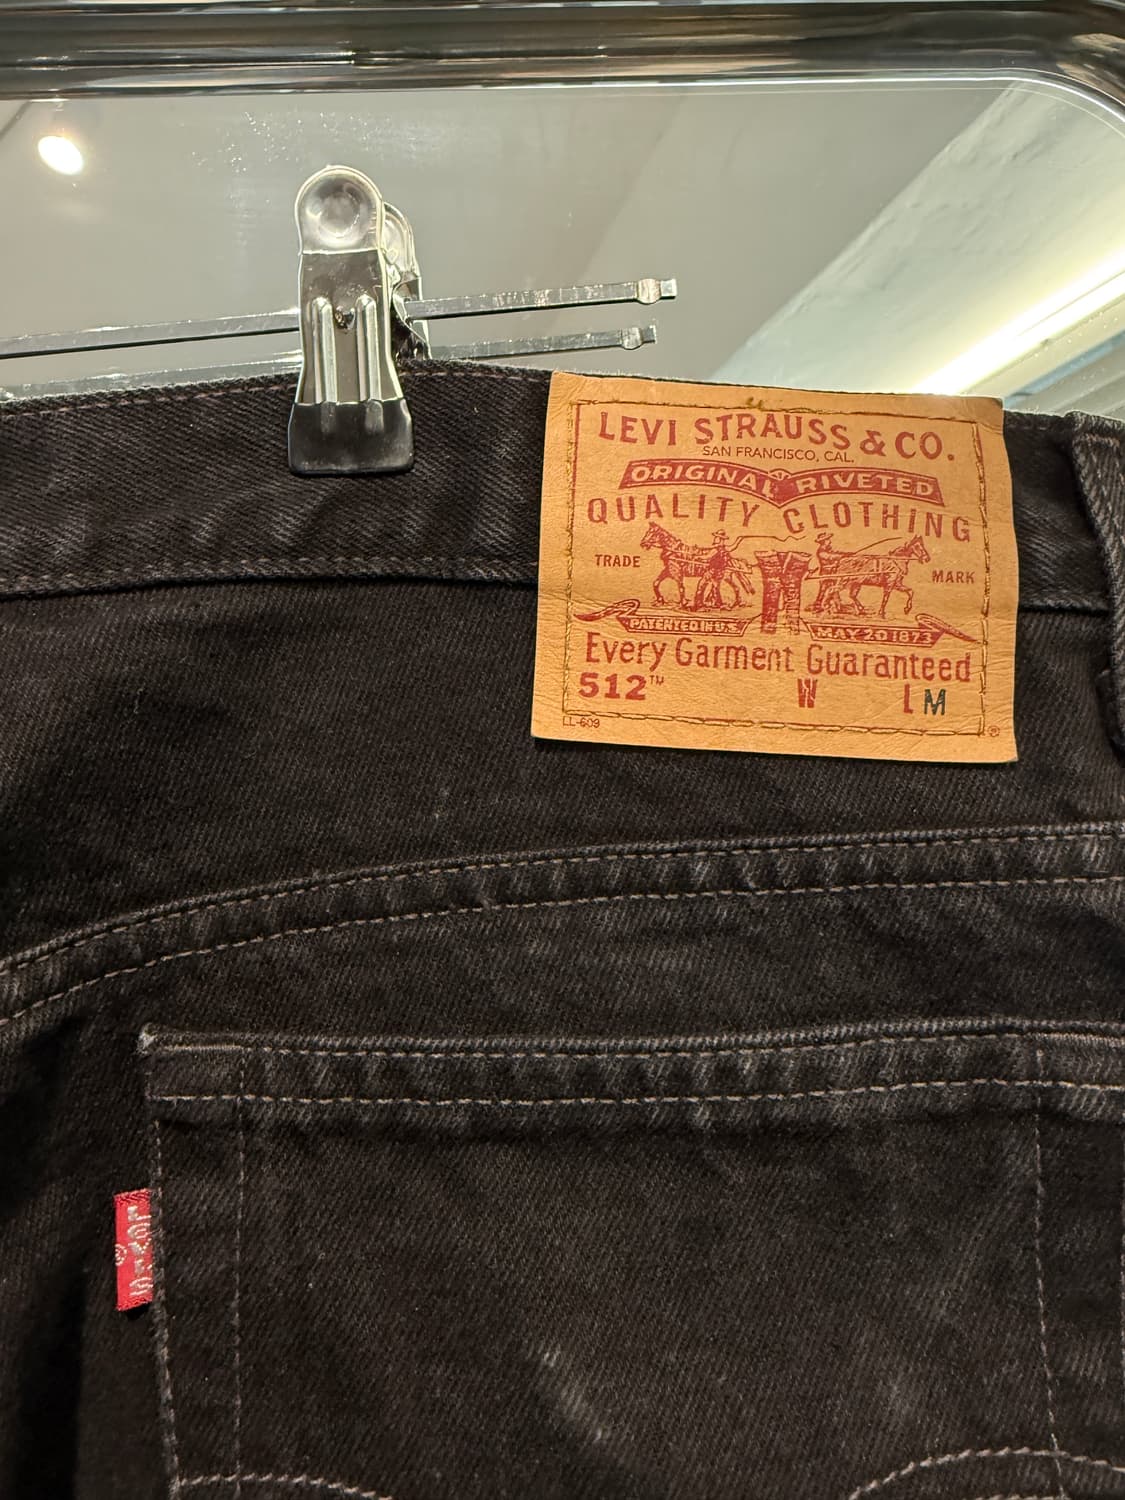 LEVI STRAUSS & CO.
SAN FRANCISCO, CAL.
ORIGINAL RIVETED
QUALITY CLOTHING
TRADE MARK
PATENTED IN U.S. MAY 20 1873
Every Garment Guaranteed
512™ W L M
LL-609 ®
LEVI'S ®